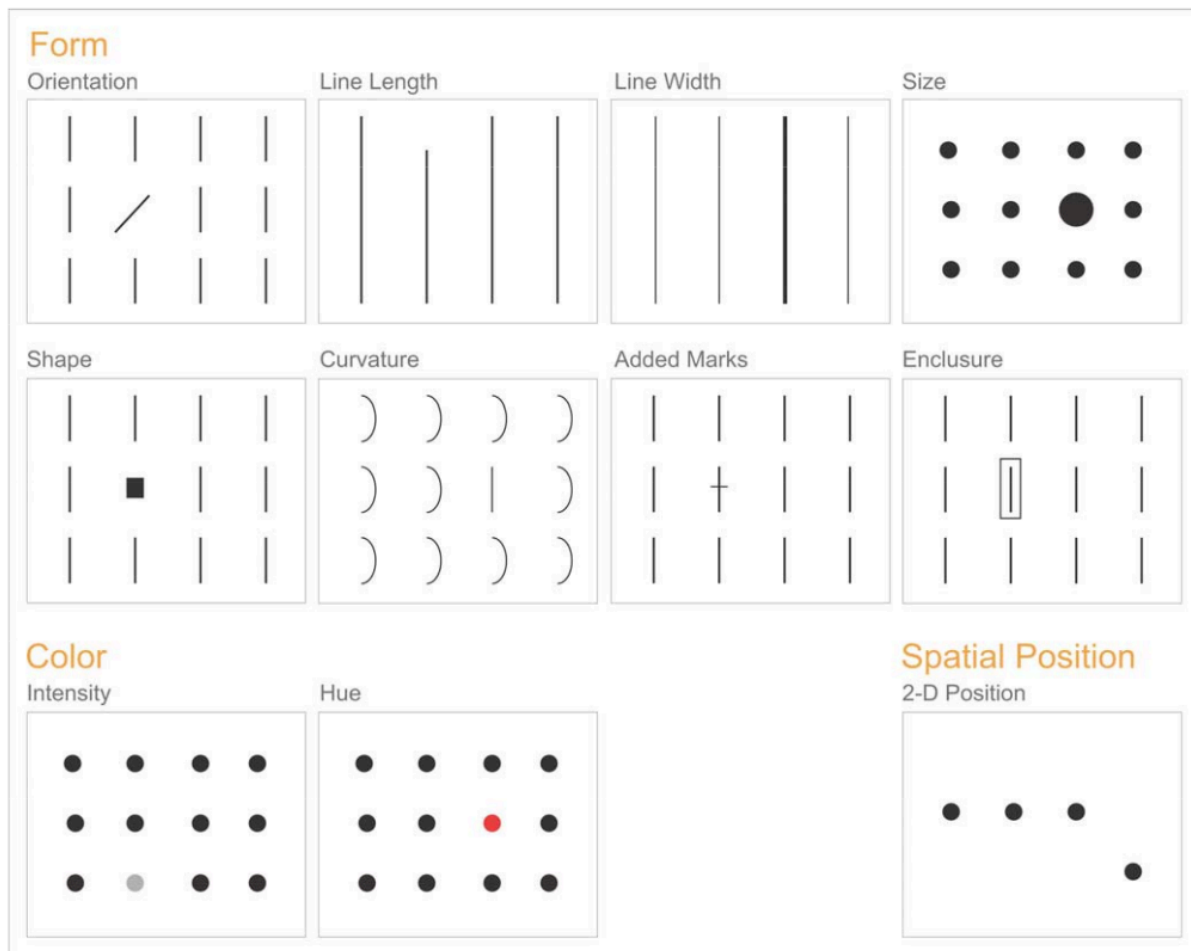 Form
Orientation
Line Length
Line Width
Size
Shape
Curvature
Added Marks
Enclusure
Color
Spatial Position
Intensity
Hue
2-D Position